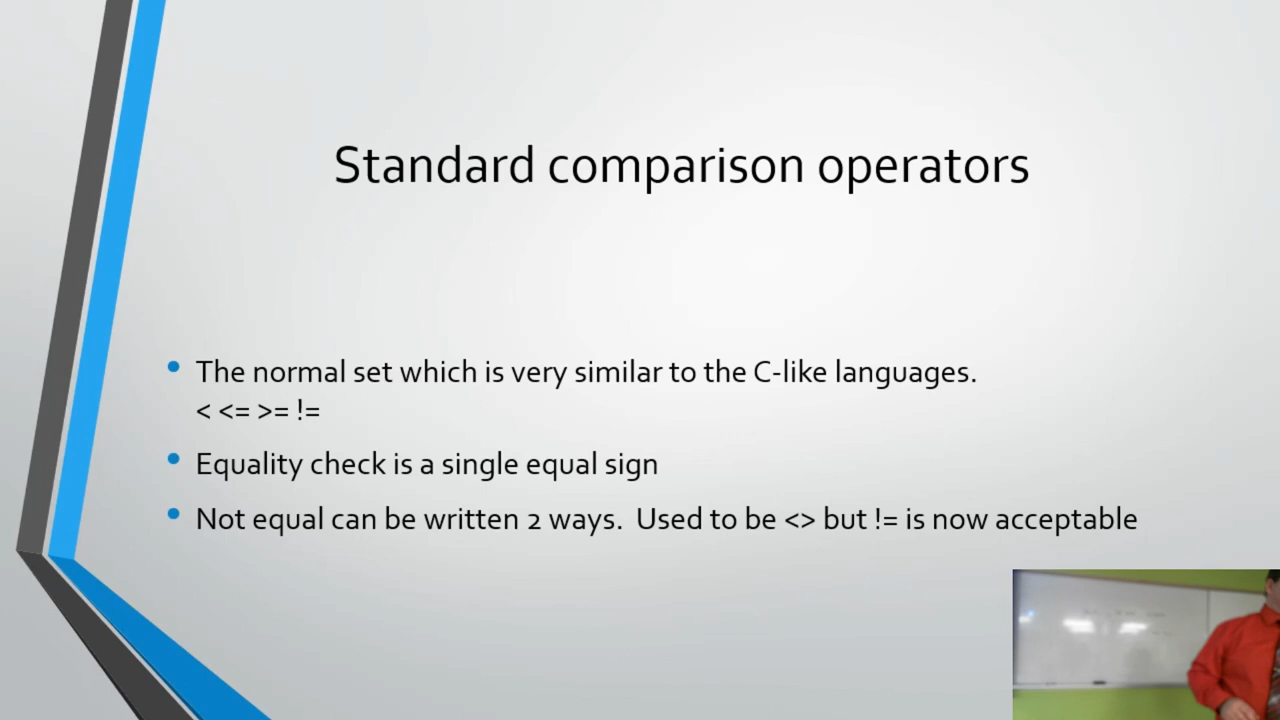 Standard comparison operators
• The normal set which is very similar to the C-like languages.
< <= >= !=
• Equality check is a single equal sign
• Not equal can be written 2 ways.  Used to be <> but != is now acceptable